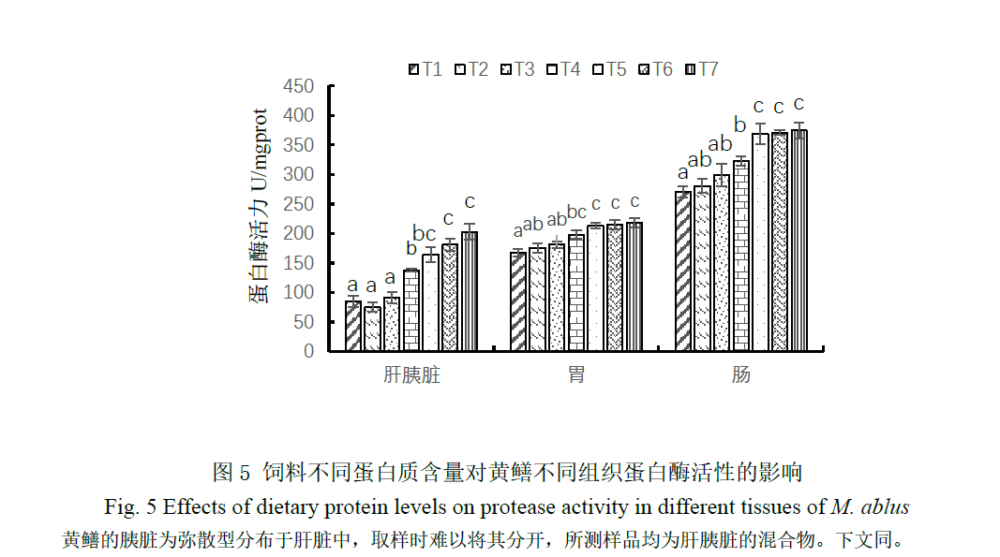 T1 T2 T3 T4 T5 T6 T7
450
400
350
300
250
200
150
100
50
0
蛋白酶活力 U/mgprot
a a a b bc c c
a ab ab bc c c c
a ab ab b c c c
肝胰脏 胃 肠
图 5 饲料不同蛋白质含量对黄鳝不同组织蛋白酶活性的影响
Fig. 5 Effects of dietary protein levels on protease activity in different tissues of M. ablus
黄鳝的胰脏为弥散型分布于肝脏中，取样时难以将其分开，所测样品均为肝胰脏的混合物。下文同。